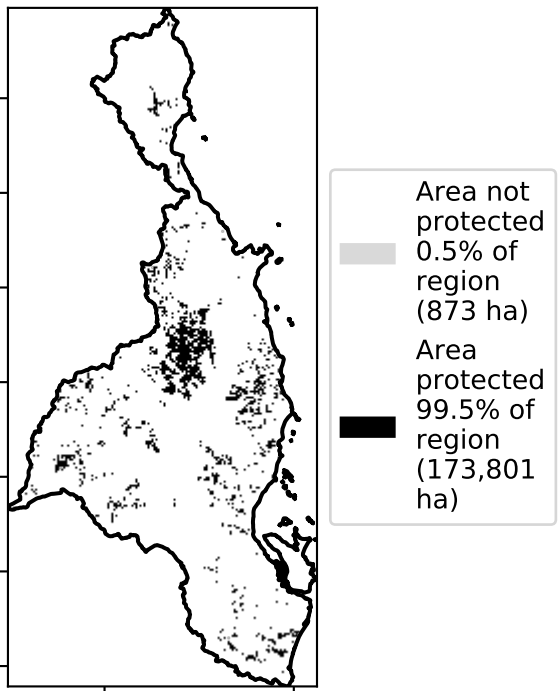 Area not
protected
0.5% of
region
(873 ha)
Area
protected
99.5% of
region
(173,801
ha)